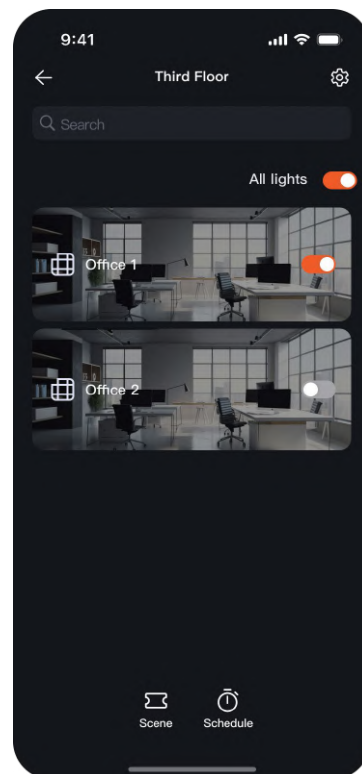 9:41
Third Floor
Search
All lights
Office 1
Office 2
Scene Schedule